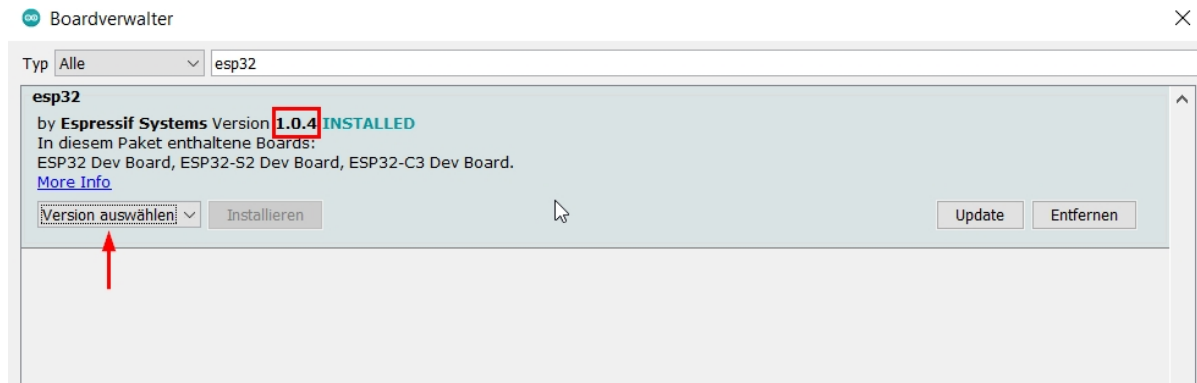 Boardverwalter
Typ Alle esp32
esp32
by Espressif Systems Version 1.0.4 INSTALLED
In diesem Paket enthaltene Boards:
ESP32 Dev Board, ESP32-S2 Dev Board, ESP32-C3 Dev Board.
More Info
Version auswählen Installieren Update Entfernen